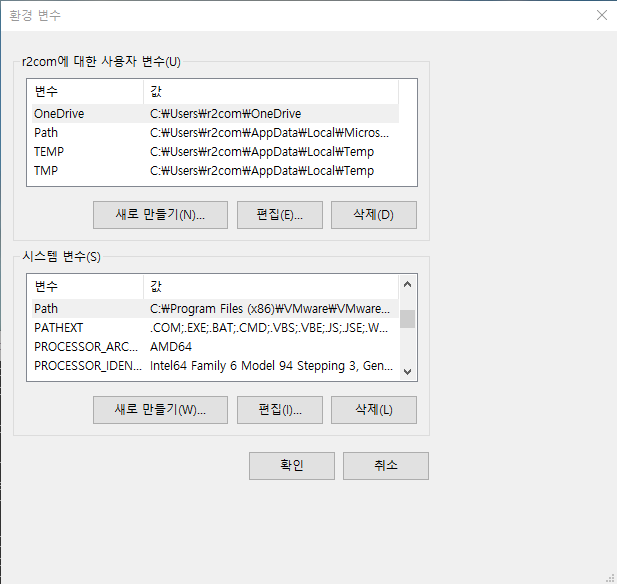 환경 변수
r2com에 대한 사용자 변수(U)
변수 값
OneDrive C:₩Users₩r2com₩OneDrive
Path C:₩Users₩r2com₩AppData₩Local₩Micros...
TEMP C:₩Users₩r2com₩AppData₩Local₩Temp
TMP C:₩Users₩r2com₩AppData₩Local₩Temp
새로 만들기(N)... 편집(E)... 삭제(D)
시스템 변수(S)
변수 값
Path C:₩Program Files (x86)₩VMware₩VMware...
PATHEXT .COM;.EXE;.BAT;.CMD;.VBS;.VBE;.JS;.JSE;.W...
PROCESSOR_ARC... AMD64
PROCESSOR_IDEN... Intel64 Family 6 Model 94 Stepping 3, Gen...
새로 만들기(W)... 편집(I)... 삭제(L)
확인 취소